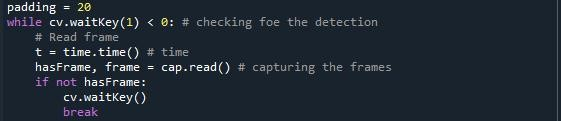 padding = 20
while cv.waitKey(1) < 0: # checking foe the detection
    # Read frame
    t = time.time() # time
    hasFrame, frame = cap.read() # capturing the frames
    if not hasFrame:
        cv.waitKey()
        break